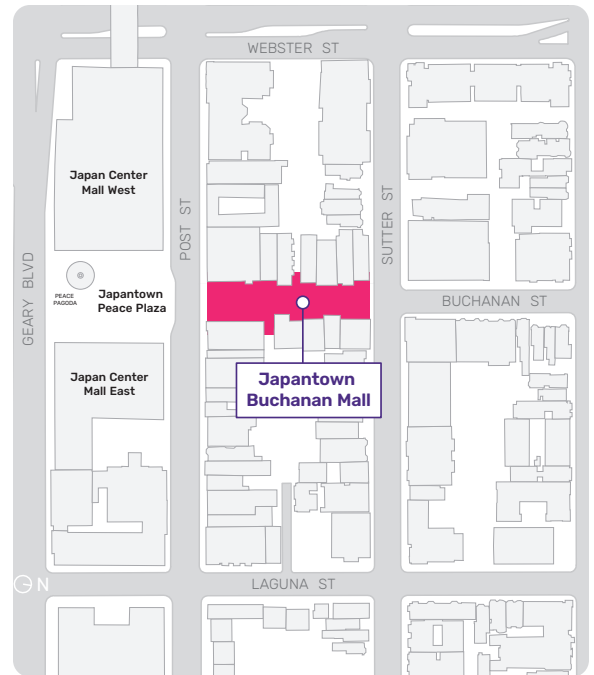 WEBSTER ST
Japan Center
Mall West
POST ST
SUTTER ST
GEARY BLVD
PEACE
PAGODA
Japantown
Peace Plaza
BUCHANAN ST
Japan Center
Mall East
Japantown
Buchanan Mall
N
LAGUNA ST